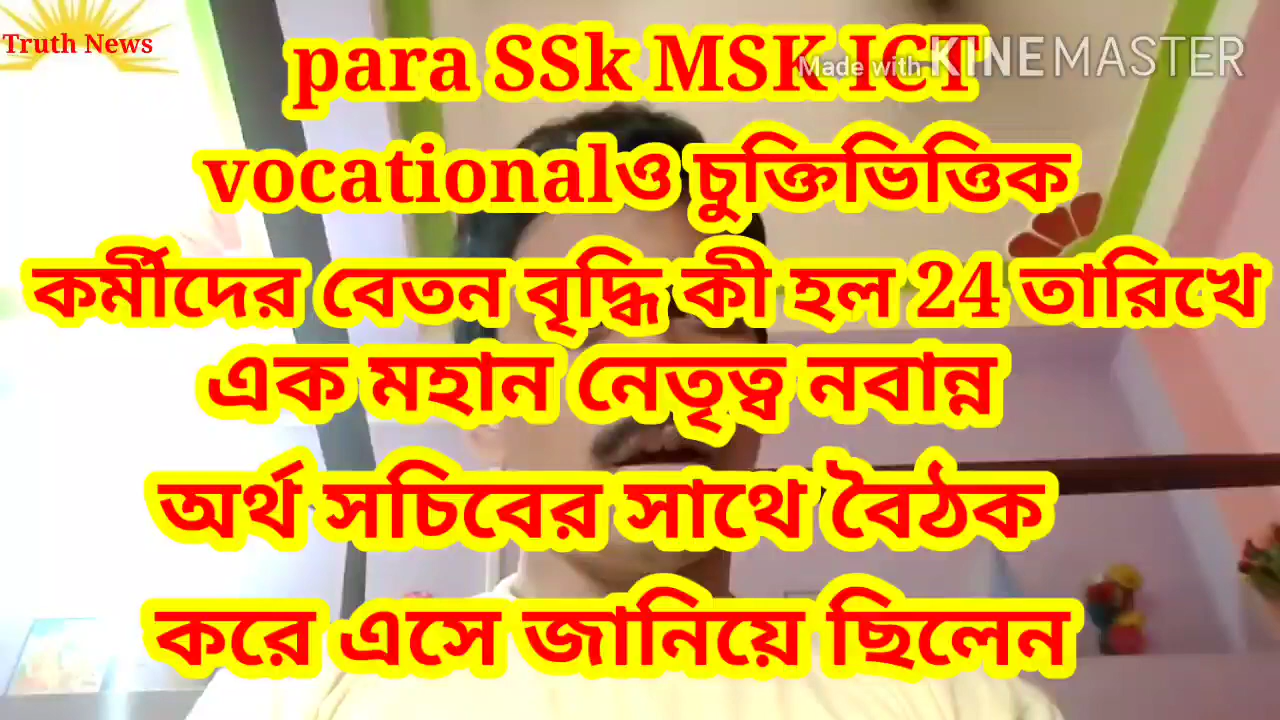 Truth News
para SSk MSK ICT
Made with KINEMASTER
vocationalও চুক্তিভিত্তিক
কর্মীদের বেতন বৃদ্ধি কী হল 24 তারিখে
এক মহান নেতৃত্ব নবান্ন
অর্থ সচিবের সাথে বৈঠক
করে এসে জানিয়ে ছিলেন